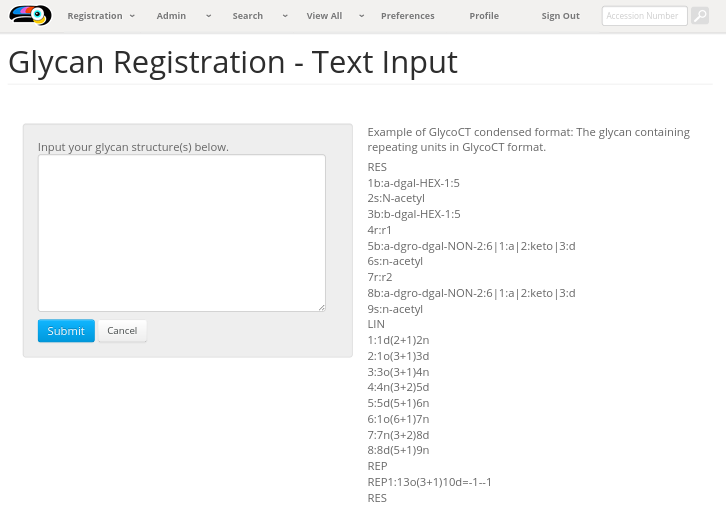 Registration Admin Search View All Preferences Profile Sign Out Accession Number
Glycan Registration - Text Input
Input your glycan structure(s) below.
Submit Cancel
Example of GlycoCT condensed format: The glycan containing
repeating units in GlycoCT format.
RES
1b:a-dgal-HEX-1:5
2s:N-acetyl
3b:b-dgal-HEX-1:5
4r:r1
5b:a-dgro-dgal-NON-2:6|1:a|2:keto|3:d
6s:n-acetyl
7r:r2
8b:a-dgro-dgal-NON-2:6|1:a|2:keto|3:d
9s:n-acetyl
LIN
1:1d(2+1)2n
2:1o(3+1)3d
3:3o(3+1)4n
4:4n(3+2)5d
5:5d(5+1)6n
6:1o(6+1)7n
7:7n(3+2)8d
8:8d(5+1)9n
REP
REP1:13o(3+1)10d=-1--1
RES